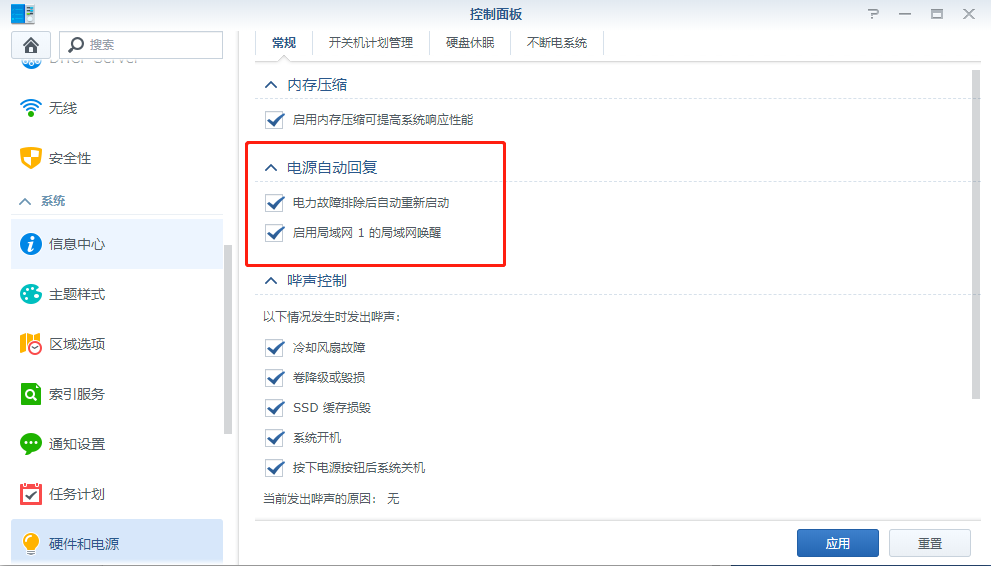 控制面板
搜索
DHCP Server
无线
安全性
系统
信息中心
主题样式
区域选项
索引服务
通知设置
任务计划
硬件和电源
常规
开关机计划管理
硬盘休眠
不断电系统
内存压缩
启用内存压缩可提高系统响应性能
电源自动回复
电力故障排除后自动重新启动
启用局域网 1 的局域网唤醒
哔声控制
以下情况发生时发出哔声:
冷却风扇故障
卷降级或毁损
SSD 缓存损毁
系统开机
按下电源按钮后系统关机
当前发出哔声的原因: 无
应用
重置